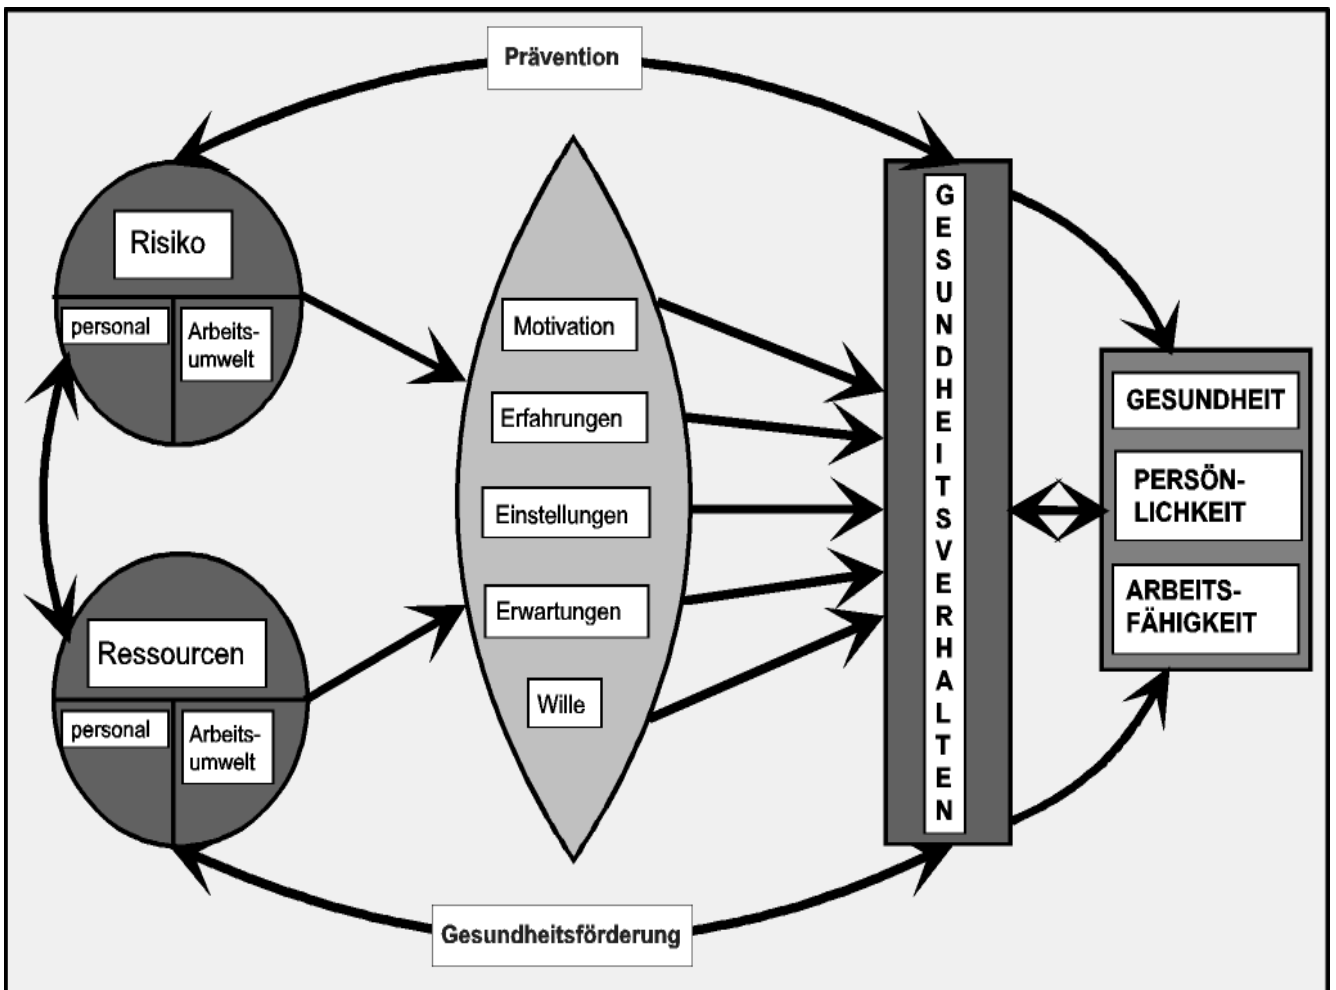 Prävention
Risiko
personal
Arbeits-
umwelt
Ressourcen
personal
Arbeits-
umwelt
Motivation
Erfahrungen
Einstellungen
Erwartungen
Wille
GESUNDHEITSVERHALTEN
GESUNDHEIT
PERSÖN-
LICHKEIT
ARBEITS-
FÄHIGKEIT
Gesundheitsförderung